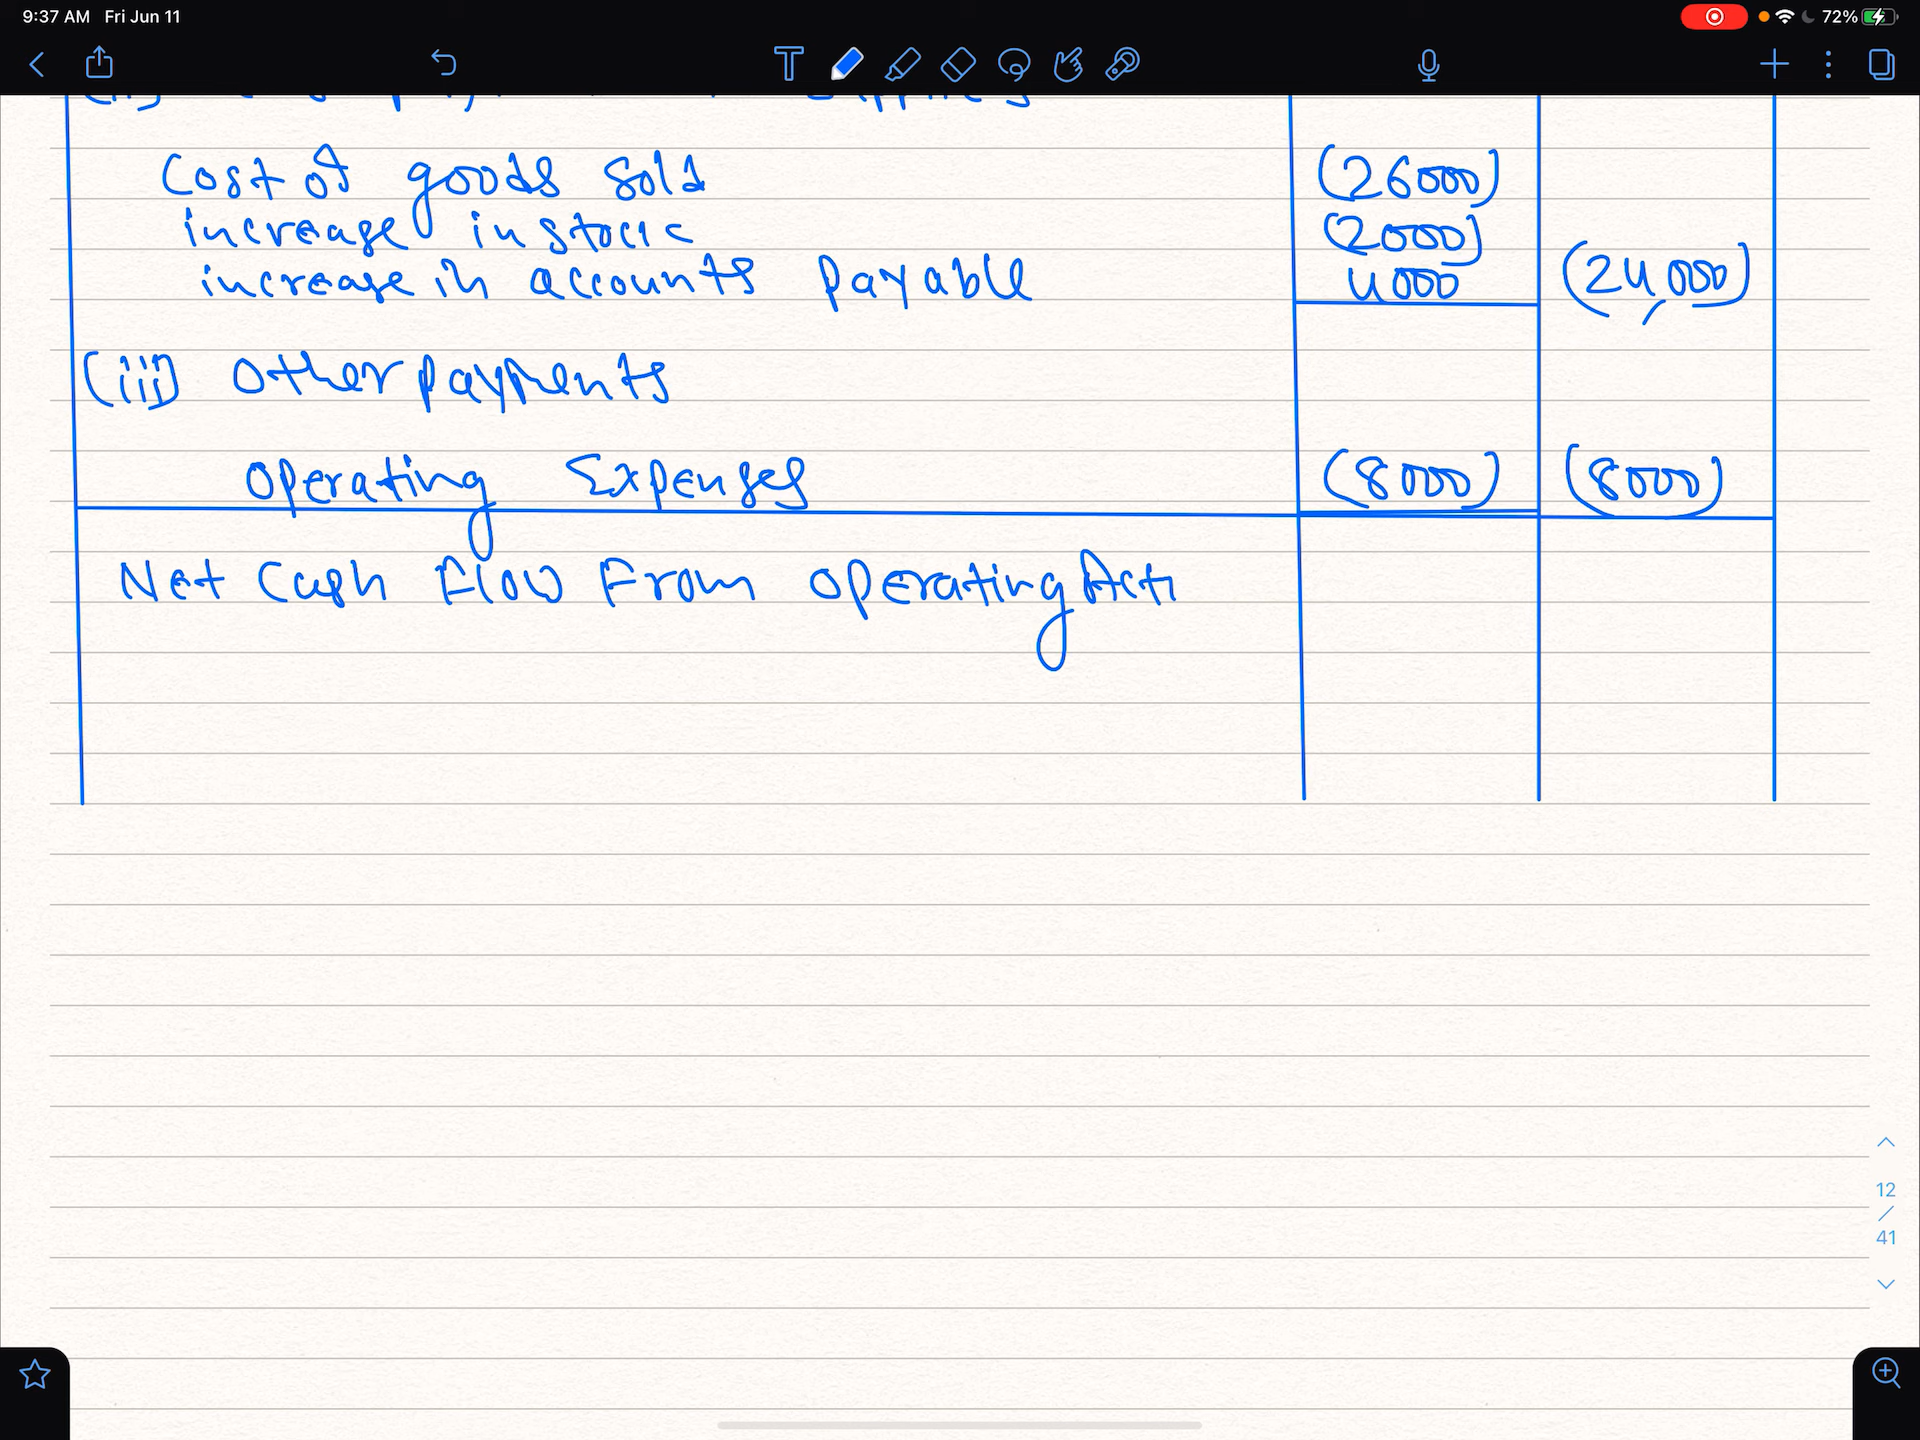 9:37 AM Fri Jun 11
72%
T
Cost of goods sold (26000)
increase in stock (2000)
increase in accounts payable 4000 (24,000)
(iii) Other payments
Operating Expenses (8000) (8000)
Net Cash Flow From Operating Acti
12
/
41